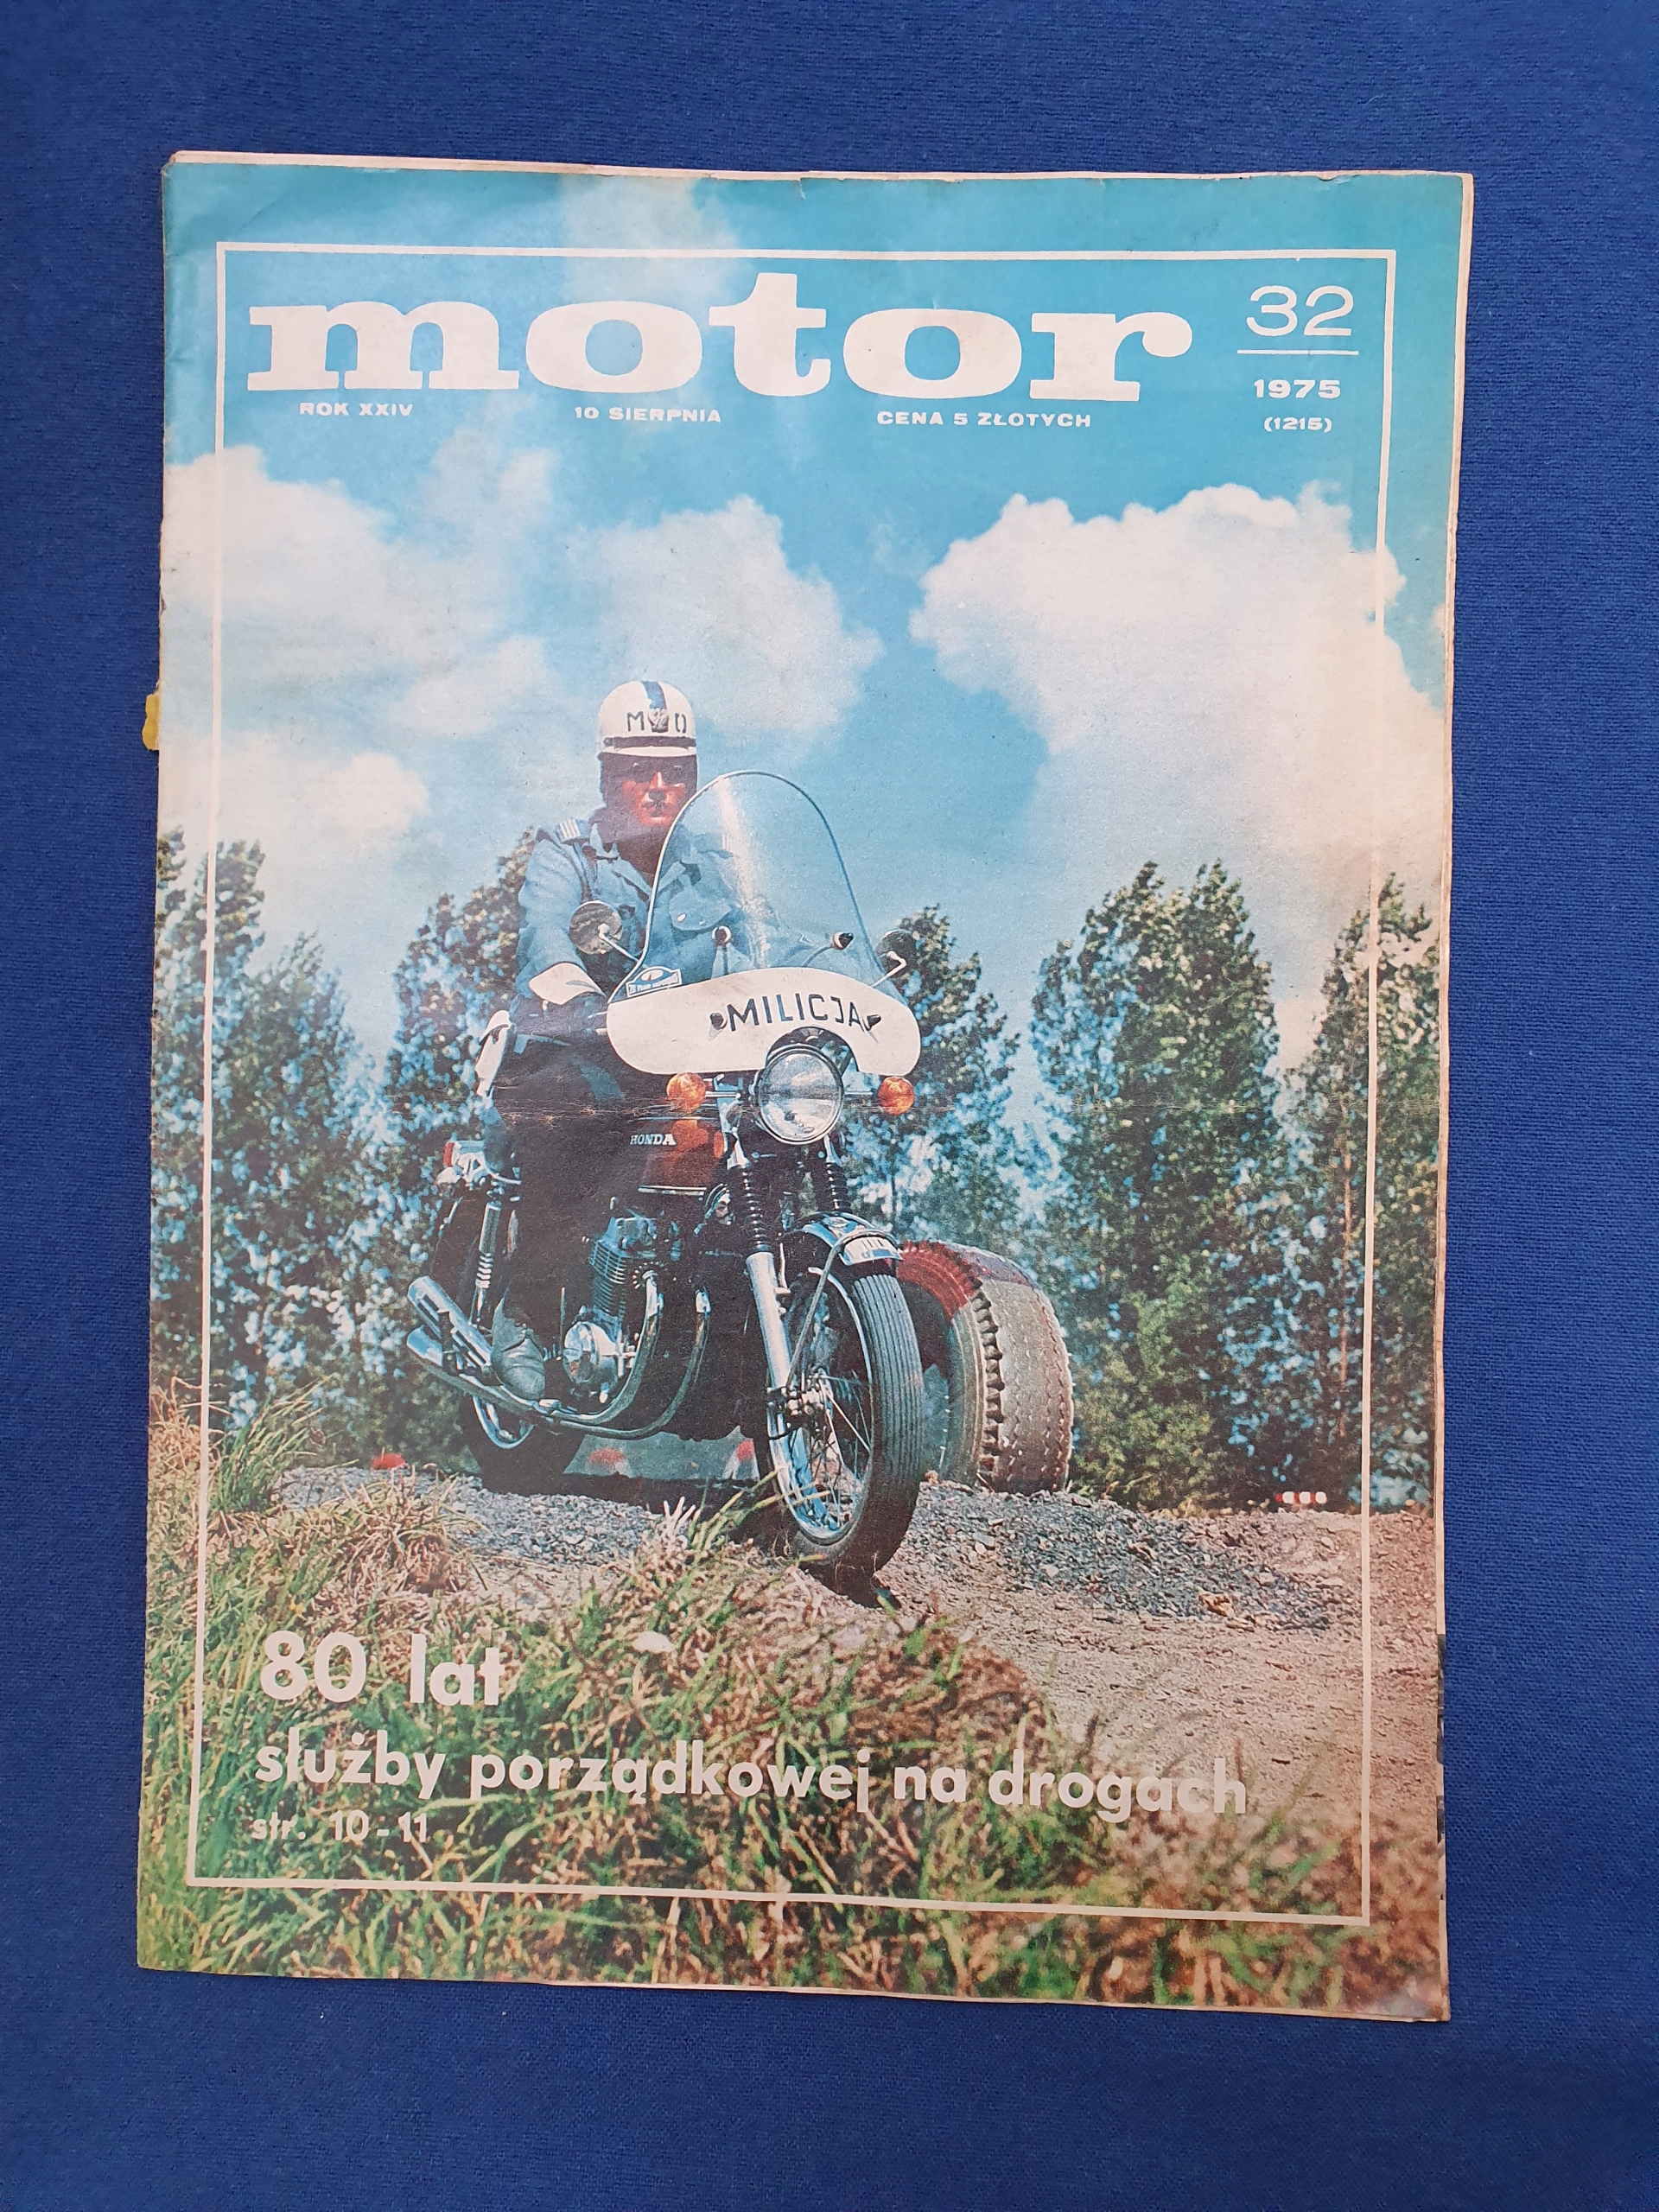 motor
32
1975
(1215)
ROK XXIV
10 SIERPNIA
CENA 5 ZŁOTYCH
M O
MILICJA
HONDA
80 lat
służby porządkowej na drogach
str. 10-11